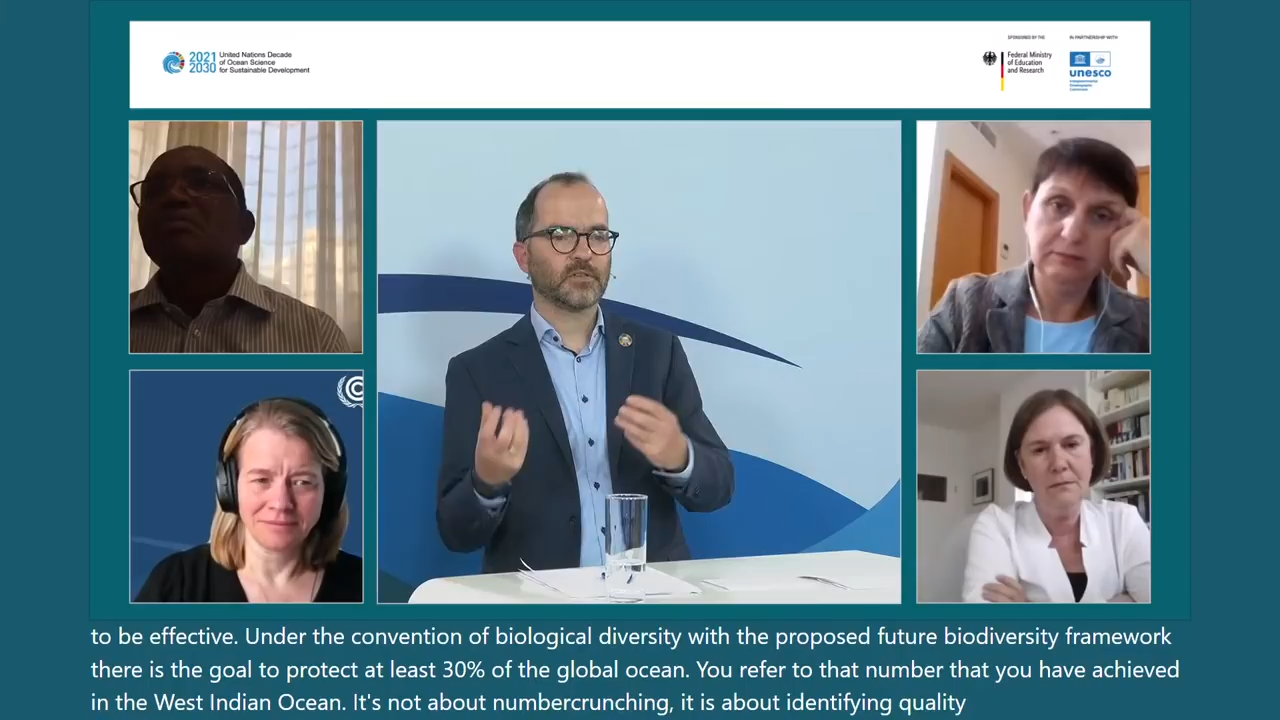 2021
2030
United Nations Decade
of Ocean Science
for Sustainable Development
SPONSORED BY THE
Federal Ministry
of Education
and Research
IN PARTNERSHIP WITH
unesco
Intergovernmental
Oceanographic
Commission
to be effective. Under the convention of biological diversity with the proposed future biodiversity framework
there is the goal to protect at least 30% of the global ocean. You refer to that number that you have achieved
in the West Indian Ocean. It's not about numbercrunching, it is about identifying quality